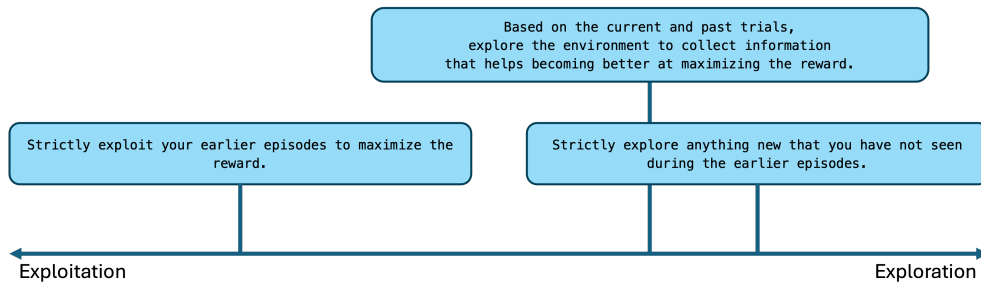 Based on the current and past trials,
explore the environment to collect information
that helps becoming better at maximizing the reward.
Strictly exploit your earlier episodes to maximize the
reward.
Strictly explore anything new that you have not seen
during the earlier episodes.
Exploitation
Exploration